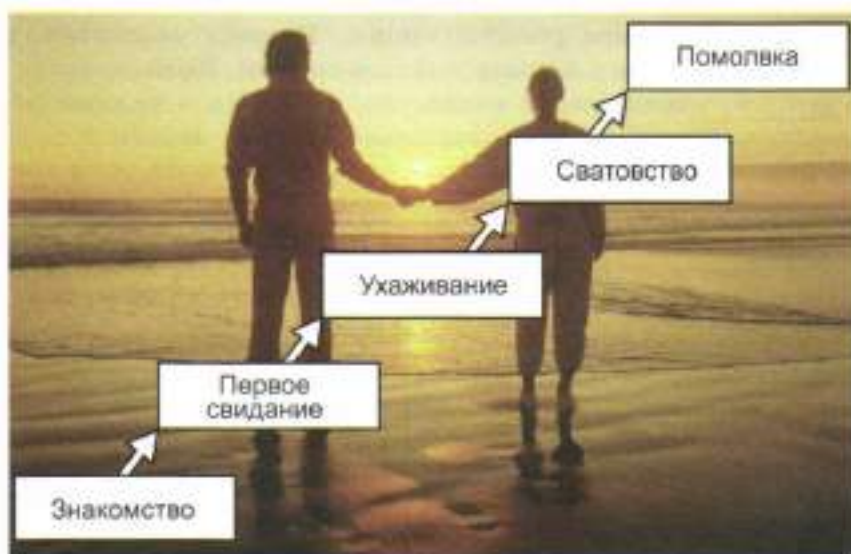 Помолвка
Сватовство
Ухаживание
Первое
свидание
Знакомство